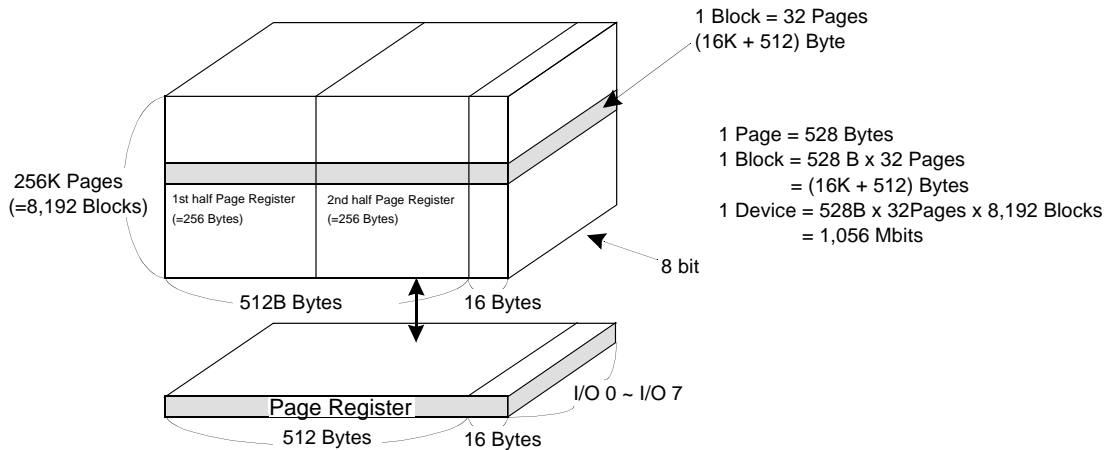 1 Block = 32 Pages
(16K + 512) Byte
1 Page = 528 Bytes
1 Block = 528 B x 32 Pages
= (16K + 512) Bytes
1 Device = 528B x 32Pages x 8,192 Blocks
= 1,056 Mbits
256K Pages
(=8,192 Blocks)
1st half Page Register
(=256 Bytes)
2nd half Page Register
(=256 Bytes)
8 bit
512B Bytes
16 Bytes
I/O 0 ~ I/O 7
Page Register
512 Bytes
16 Bytes